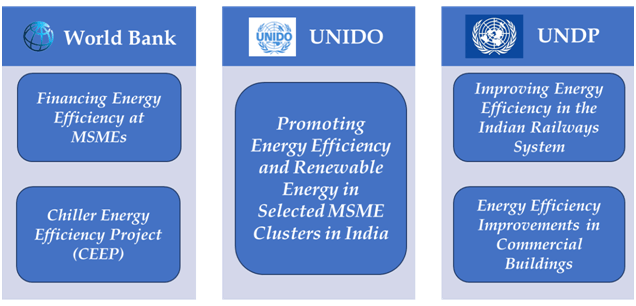 World Bank
Financing Energy
Efficiency at
MSMEs
Chiller Energy
Efficiency Project
(CEEP)
UNIDO
UNIDO
Promoting
Energy Efficiency
and Renewable
Energy in
Selected MSME
Clusters in India
UNDP
Improving Energy
Efficiency in the
Indian Railways
System
Energy Efficiency
Improvements in
Commercial
Buildings